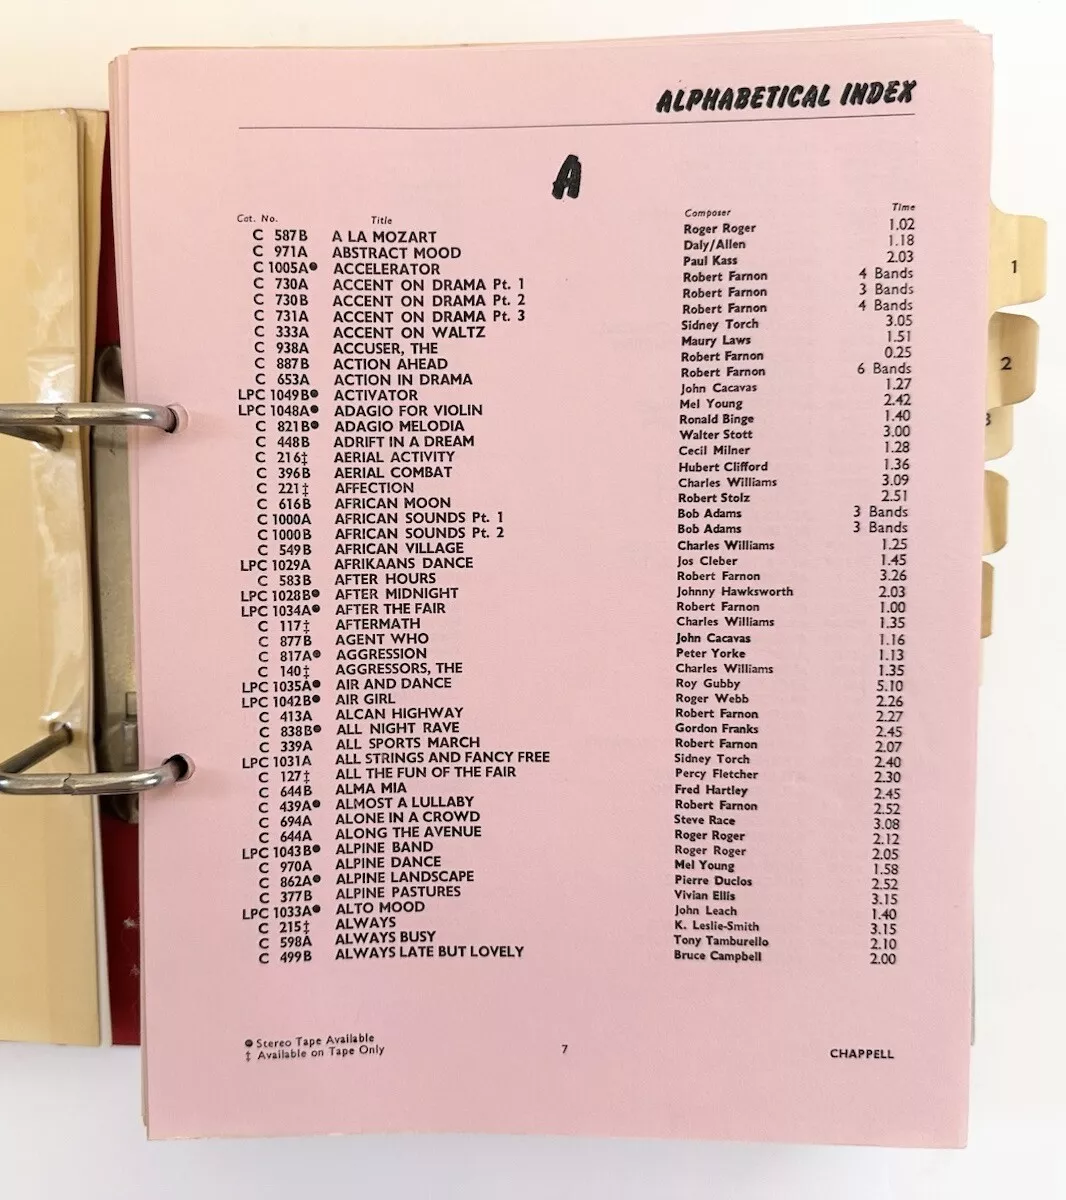 ALPHABETICAL INDEX
A
Cat. No. Title Composer Time
C 587B A LA MOZART Roger Roger 1.02
C 971A ABSTRACT MOOD Daly/Allen 1.18
C 1005A● ACCELERATOR Paul Kass 2.03
C 730A ACCENT ON DRAMA Pt. 1 Robert Farnon 4 Bands
C 730B ACCENT ON DRAMA Pt. 2 Robert Farnon 3 Bands
C 731A ACCENT ON DRAMA Pt. 3 Robert Farnon 4 Bands
C 333A ACCENT ON WALTZ Sidney Torch 3.05
C 938A ACCUSER, THE Maury Laws 1.51
C 887B ACTION AHEAD Robert Farnon 0.25
C 653A ACTION IN DRAMA Robert Farnon 6 Bands
LPC 1049B● ACTIVATOR John Cacavas 1.27
LPC 1048A● ADAGIO FOR VIOLIN Mel Young 2.42
C 821B● ADAGIO MELODIA Ronald Binge 1.40
C 448B ADRIFT IN A DREAM Walter Stott 3.00
C 216‡ AERIAL ACTIVITY Cecil Milner 1.28
C 396B AERIAL COMBAT Hubert Clifford 1.36
C 221‡ AFFECTION Charles Williams 3.09
C 616B AFRICAN MOON Robert Stolz 2.51
C 1000A AFRICAN SOUNDS Pt. 1 Bob Adams 3 Bands
C 1000B AFRICAN SOUNDS Pt. 2 Bob Adams 3 Bands
C 549B AFRICAN VILLAGE Charles Williams 1.25
LPC 1029A AFRIKAANS DANCE Jos Cleber 1.45
C 583B AFTER HOURS Robert Farnon 3.26
LPC 1028B● AFTER MIDNIGHT Johnny Hawksworth 2.03
LPC 1034A● AFTER THE FAIR Robert Farnon 1.00
C 117‡ AFTERMATH Charles Williams 1.35
C 877B AGENT WHO John Cacavas 1.16
C 817A● AGGRESSION Peter Yorke 1.13
C 140‡ AGGRESSORS, THE Charles Williams 1.35
LPC 1035A● AIR AND DANCE Roy Gubby 5.10
LPC 1042B● AIR GIRL Roger Webb 2.26
C 413A ALCAN HIGHWAY Robert Farnon 2.27
C 838B● ALL NIGHT RAVE Gordon Franks 2.45
C 339A ALL SPORTS MARCH Robert Farnon 2.07
LPC 1031A ALL STRINGS AND FANCY FREE Sidney Torch 2.40
C 127‡ ALL THE FUN OF THE FAIR Percy Fletcher 2.30
C 644B ALMA MIA Fred Hartley 2.45
C 439A● ALMOST A LULLABY Robert Farnon 2.52
C 694A ALONE IN A CROWD Steve Race 3.08
C 644A ALONG THE AVENUE Roger Roger 2.12
LPC 1043B● ALPINE BAND Roger Roger 2.05
C 970A ALPINE DANCE Mel Young 1.58
C 862A● ALPINE LANDSCAPE Pierre Duclos 2.52
C 377B ALPINE PASTURES Vivian Ellis 3.15
LPC 1033A● ALTO MOOD John Leach 1.40
C 215‡ ALWAYS K. Leslie-Smith 3.15
C 598A ALWAYS BUSY Tony Tamburello 2.10
C 499B ALWAYS LATE BUT LOVELY Bruce Campbell 2.00
● Stereo Tape Available
‡ Available on Tape Only
7
CHAPPELL
1
2
3